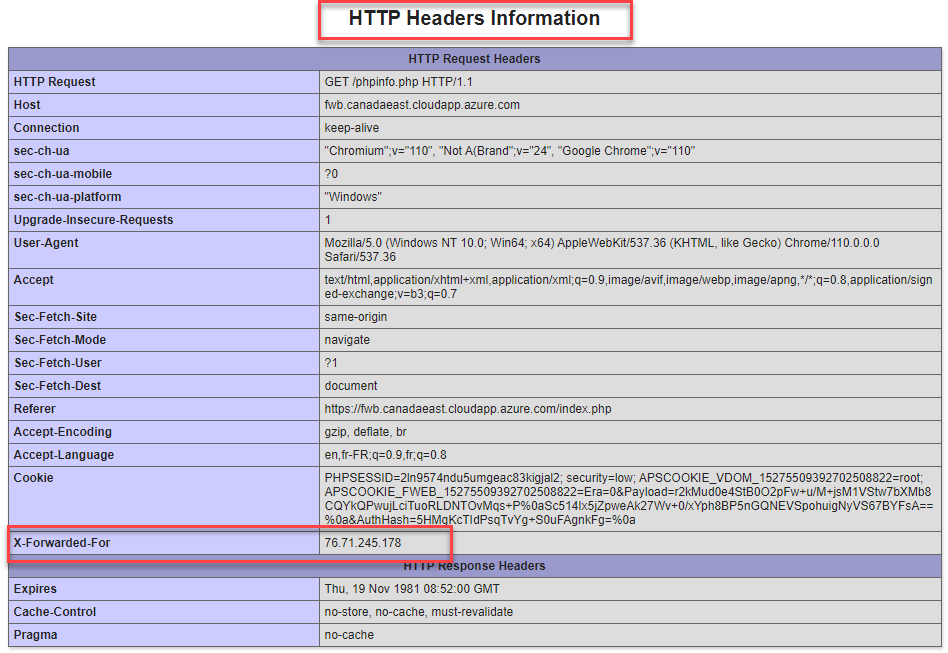 HTTP Headers Information
HTTP Request Headers
HTTP Request GET /phpinfo.php HTTP/1.1
Host fwb.canadaeast.cloudapp.azure.com
Connection keep-alive
sec-ch-ua "Chromium";v="110", "Not A(Brand";v="24", "Google Chrome";v="110"
sec-ch-ua-mobile ?0
sec-ch-ua-platform "Windows"
Upgrade-Insecure-Requests 1
User-Agent Mozilla/5.0 (Windows NT 10.0; Win64; x64) AppleWebKit/537.36 (KHTML, like Gecko) Chrome/110.0.0.0
Safari/537.36
Accept text/html,application/xhtml+xml,application/xml;q=0.9,image/avif,image/webp,image/apng,*/*;q=0.8,application/sign
ed-exchange;v=b3;q=0.7
Sec-Fetch-Site same-origin
Sec-Fetch-Mode navigate
Sec-Fetch-User ?1
Sec-Fetch-Dest document
Referer https://fwb.canadaeast.cloudapp.azure.com/index.php
Accept-Encoding gzip, deflate, br
Accept-Language en,fr-FR;q=0.9,fr;q=0.8
Cookie PHPSESSID=2ln9574ndu5umgeac83kigjal2; security=low; APSCOOKIE_VDOM_15275509392702508822=root;
APSCOOKIE_FWEB_15275509392702508822=Era=0&Payload=r2kMud0e4StB0O2pFw+u/M+jsM1VStw7bXMb8
CQYkQPwujLciTuoRLDNTOvMqs+P%0aSc514Ix5jZpweAk27Wv+0/xYph8BP5nGQNEVSpohuigNyVS67BYFsA==
%0a&AuthHash=5HMqKcTIdPsqTvYg+S0uFAgnkFg=%0a
X-Forwarded-For 76.71.245.178
HTTP Response Headers
Expires Thu, 19 Nov 1981 08:52:00 GMT
Cache-Control no-store, no-cache, must-revalidate
Pragma no-cache